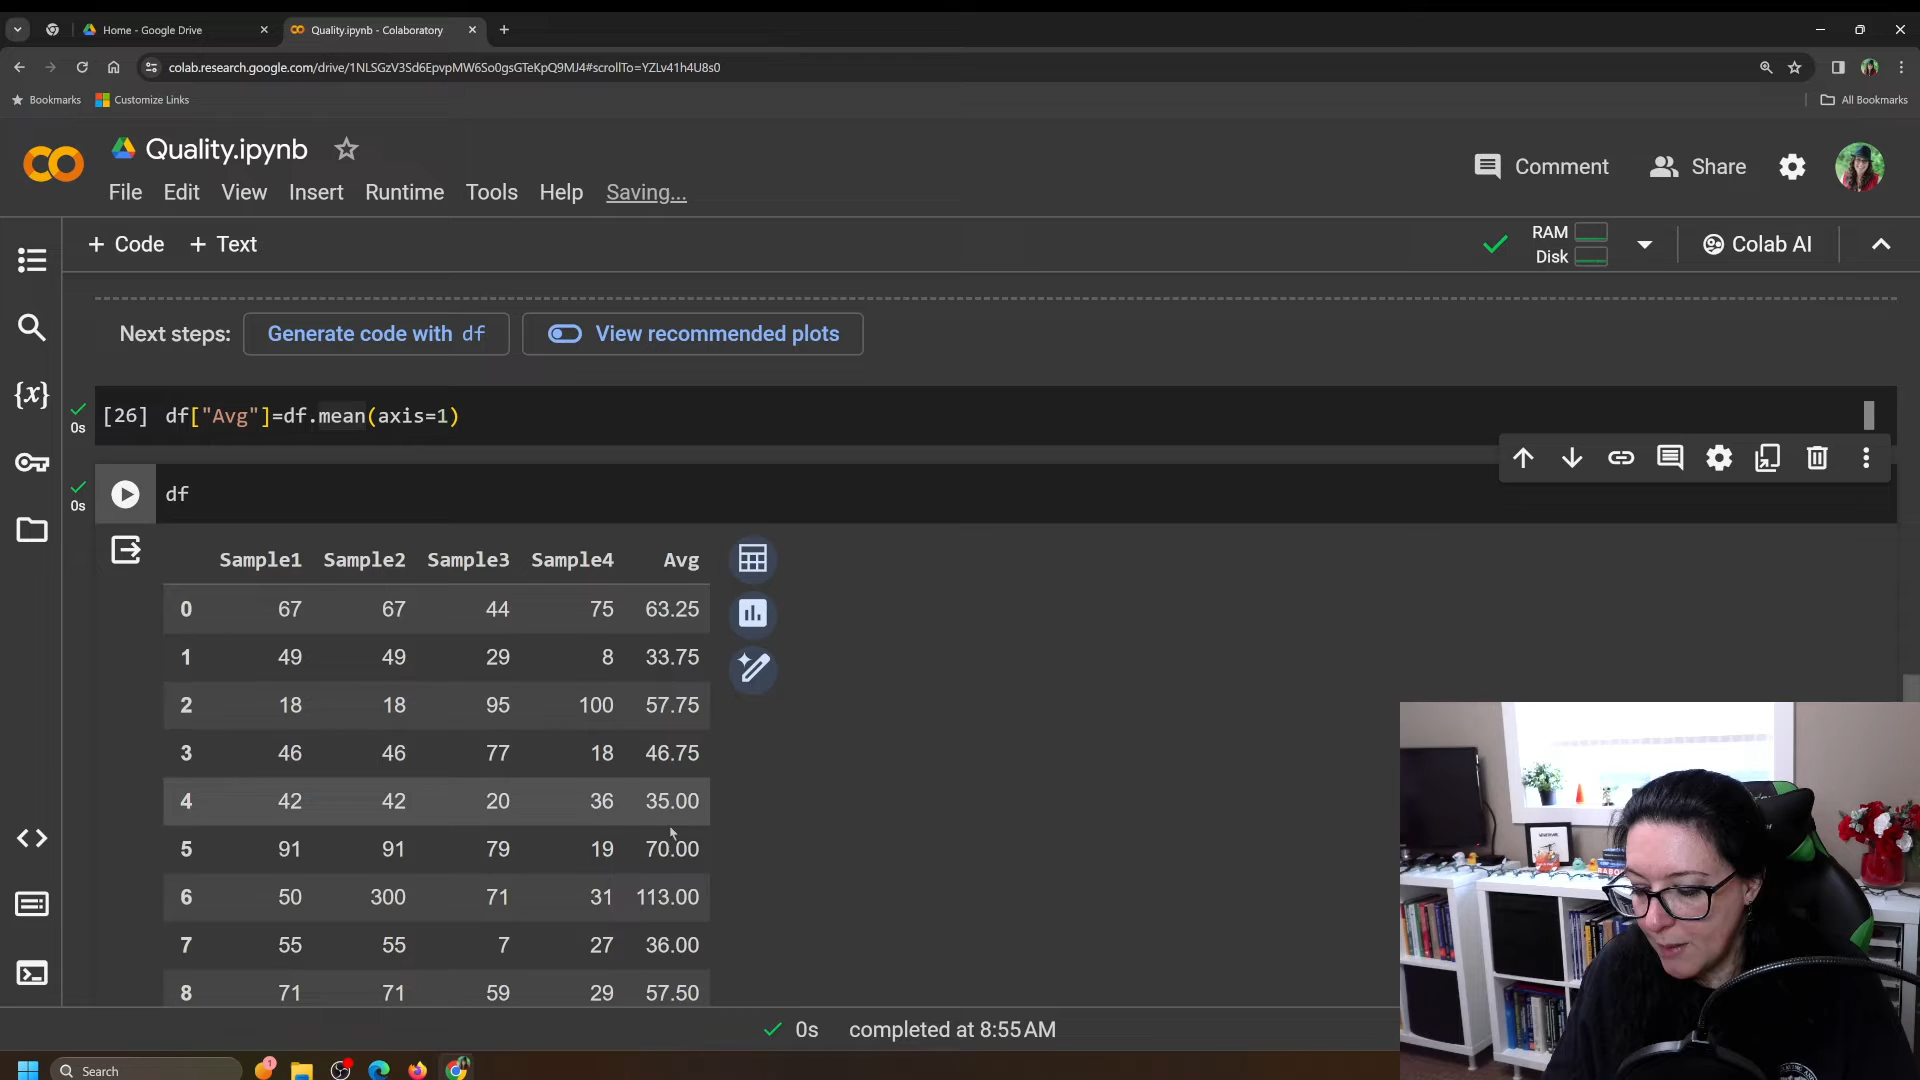 Home - Google Drive
Quality.ipynb - Colaboratory
colab.research.google.com/drive/1NLSGzV3Sd6EpvpMW6So0gsGTeKpQ9MJ4#scrollTo=YZLv41h4U8s0
Bookmarks
Customize Links
All Bookmarks
Quality.ipynb
Comment
Share
File Edit View Insert Runtime Tools Help Saving...
+ Code + Text
RAM
Disk
Colab AI
Next steps: Generate code with df View recommended plots
0s [26] df["Avg"]=df.mean(axis=1)
0s df
Sample1 Sample2 Sample3 Sample4 Avg
0 67 67 44 75 63.25
1 49 49 29 8 33.75
2 18 18 95 100 57.75
3 46 46 77 18 46.75
4 42 42 20 36 35.00
5 91 91 79 19 70.00
6 50 300 71 31 113.00
7 55 55 7 27 36.00
8 71 71 59 29 57.50
0s completed at 8:55 AM
Search